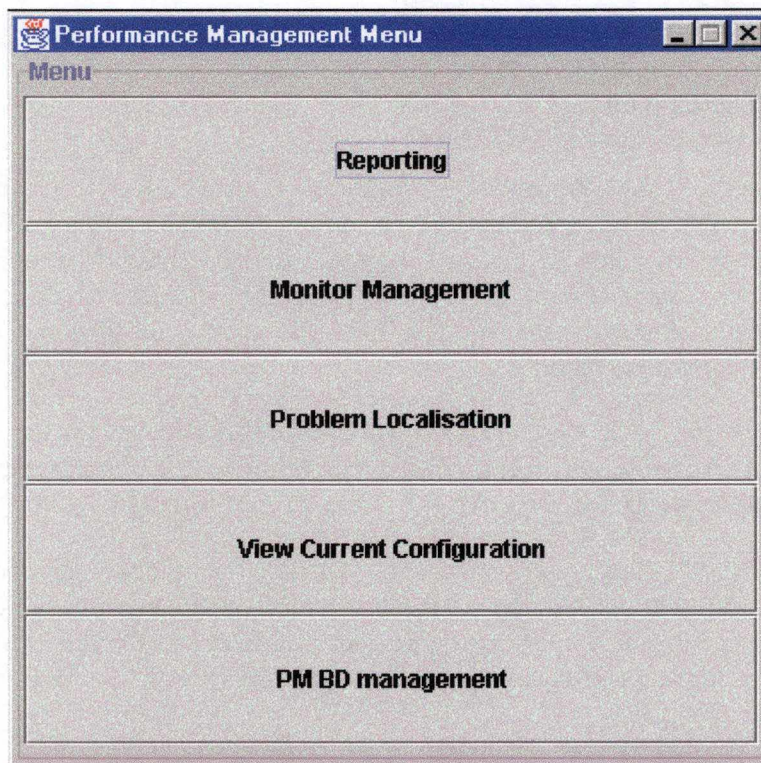 Performance Management Menu
Menu
Reporting
Monitor Management
Problem Localisation
View Current Configuration
PM BD management